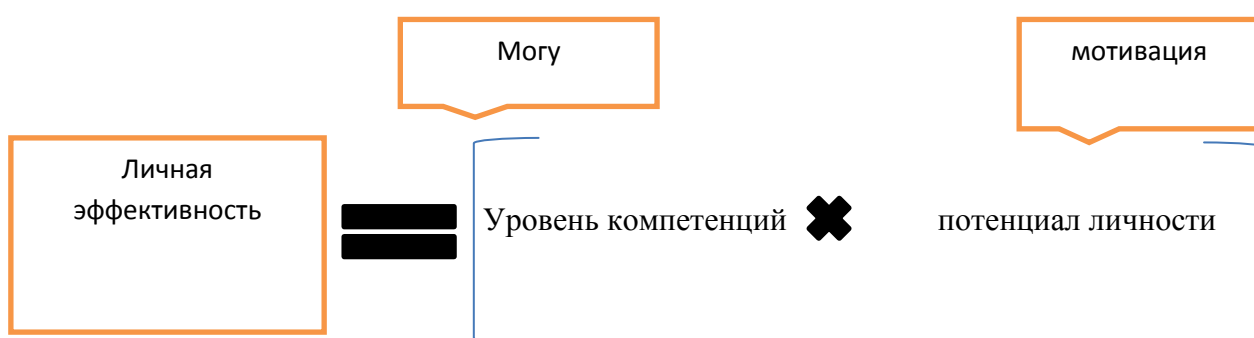 Могу
мотивация
Личная
эффективность
Уровень компетенций
потенциал личности